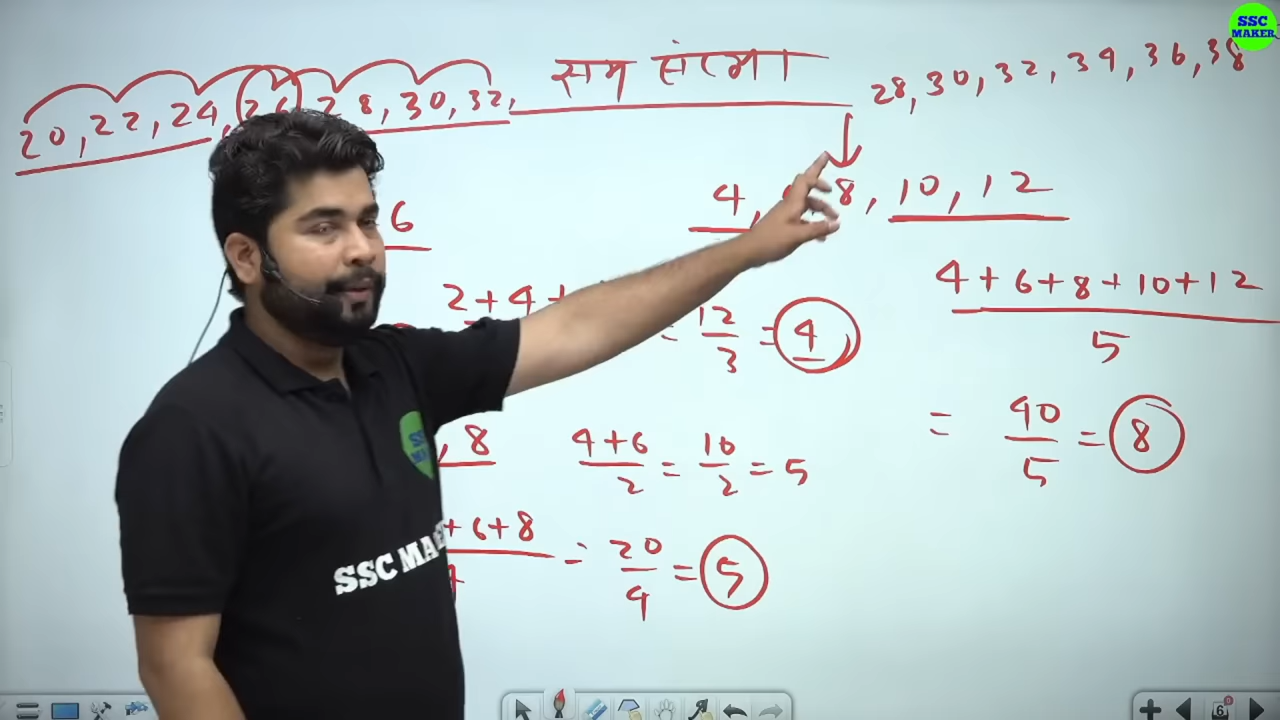 SSC
MAKER
सम संख्या
28, 30, 32, 34, 36, 38
20, 22, 24, 26, 28, 30, 32,
6
4, 8, 10, 12
2+4+
= 12/3 = 4
4+6+8+10+12
5
= 40/5 = 8
, 8
4+6/2 = 10/2 = 5
+6+8
= 20/4 = 5
SSC MA